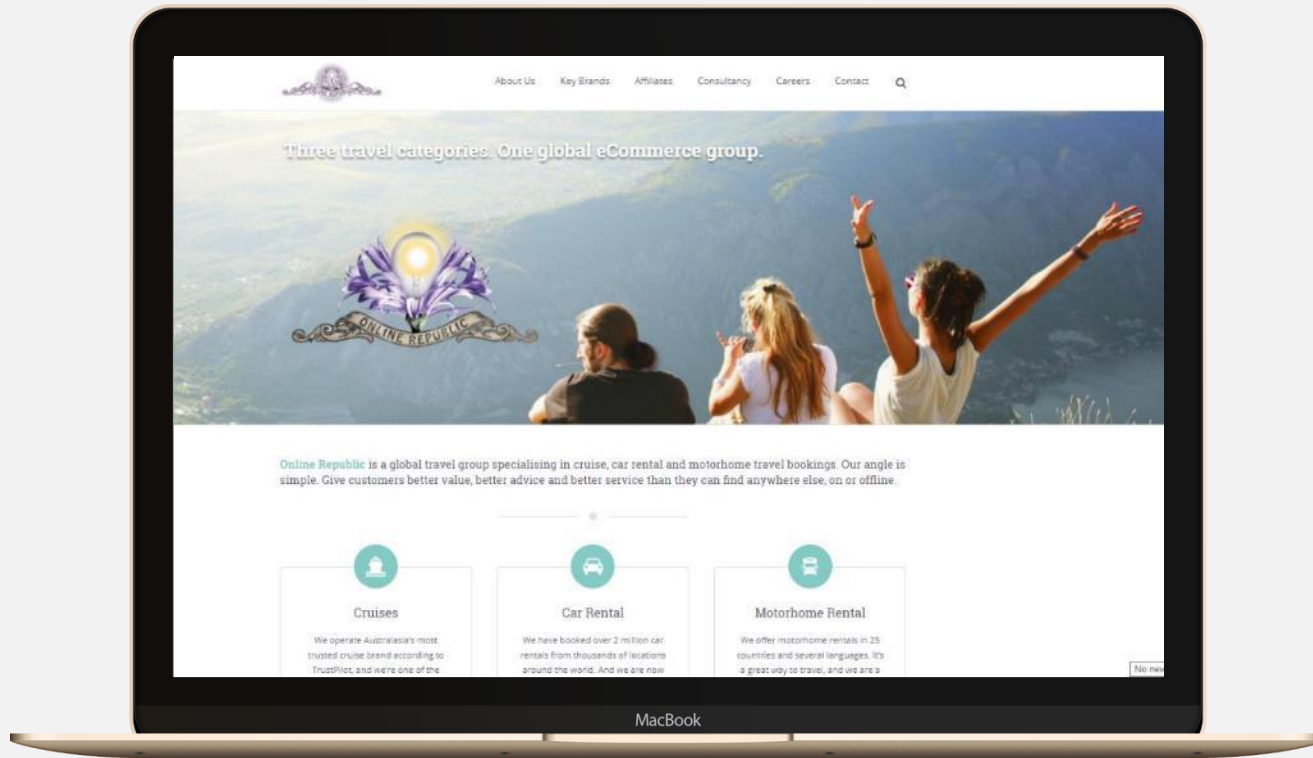 About Us Key Brands Affiliates Consultancy Careers Contact
Three travel categories. One global eCommerce group.
ONLINE REPUBLIC
Online Republic is a global travel group specialising in cruise, car rental and motorhome travel bookings. Our angle is
simple. Give customers better value, better advice and better service than they can find anywhere else, on or offline.
Cruises
We operate Australasia's most
trusted cruise brand according to
TrustPilot, and we're one of the
Car Rental
We have booked over 2 million car
rentals from thousands of locations
around the world. And we are now
Motorhome Rental
We offer motorhome rentals in 25
countries and several languages. It's
a great way to travel, and we are a
No new
MacBook